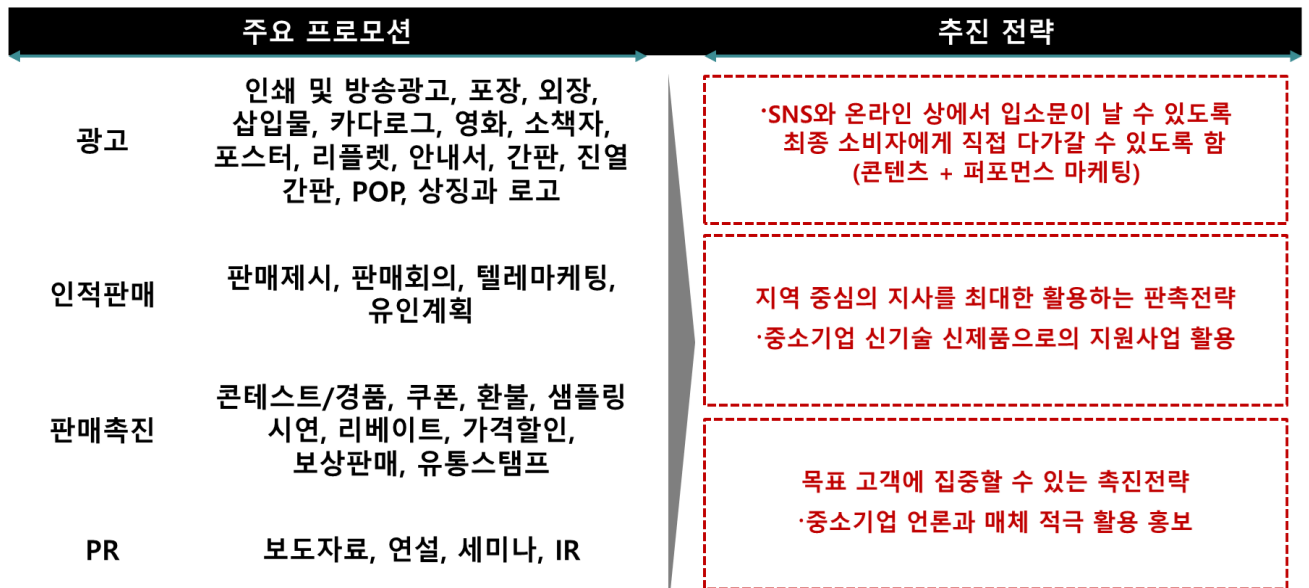 주요 프로모션
추진 전략
광고
인쇄 및 방송광고, 포장, 외장,
삽입물, 카다로그, 영화, 소책자,
포스터, 리플렛, 안내서, 간판, 진열
간판, POP, 상징과 로고
·SNS와 온라인 상에서 입소문이 날 수 있도록
최종 소비자에게 직접 다가갈 수 있도록 함
(콘텐츠 + 퍼포먼스 마케팅)
인적판매
판매제시, 판매회의, 텔레마케팅,
유인계획
지역 중심의 지사를 최대한 활용하는 판촉전략
·중소기업 신기술 신제품으로의 지원사업 활용
판매촉진
콘테스트/경품, 쿠폰, 환불, 샘플링
시연, 리베이트, 가격할인,
보상판매, 유통스탬프
목표 고객에 집중할 수 있는 촉진전략
·중소기업 언론과 매체 적극 활용 홍보
PR
보도자료, 연설, 세미나, IR